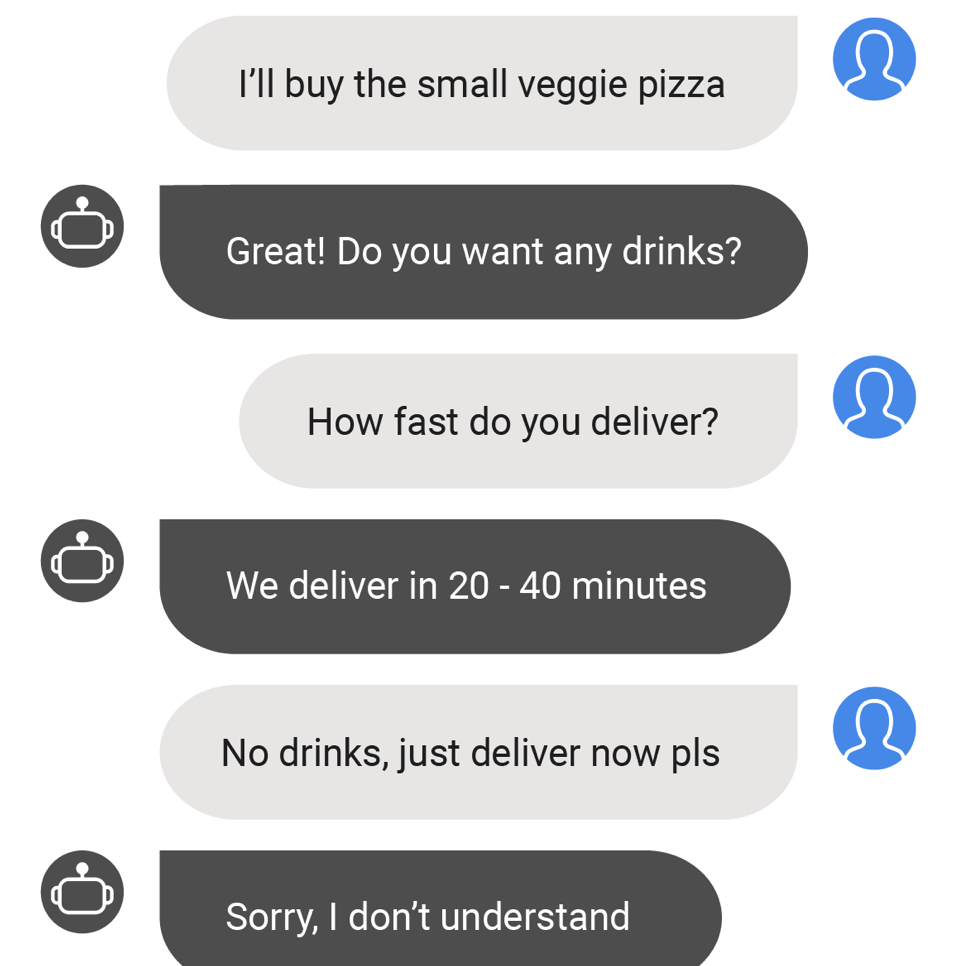 I’ll buy the small veggie pizza
Great! Do you want any drinks?
How fast do you deliver?
We deliver in 20 - 40 minutes
No drinks, just deliver now pls
Sorry, I don’t understand